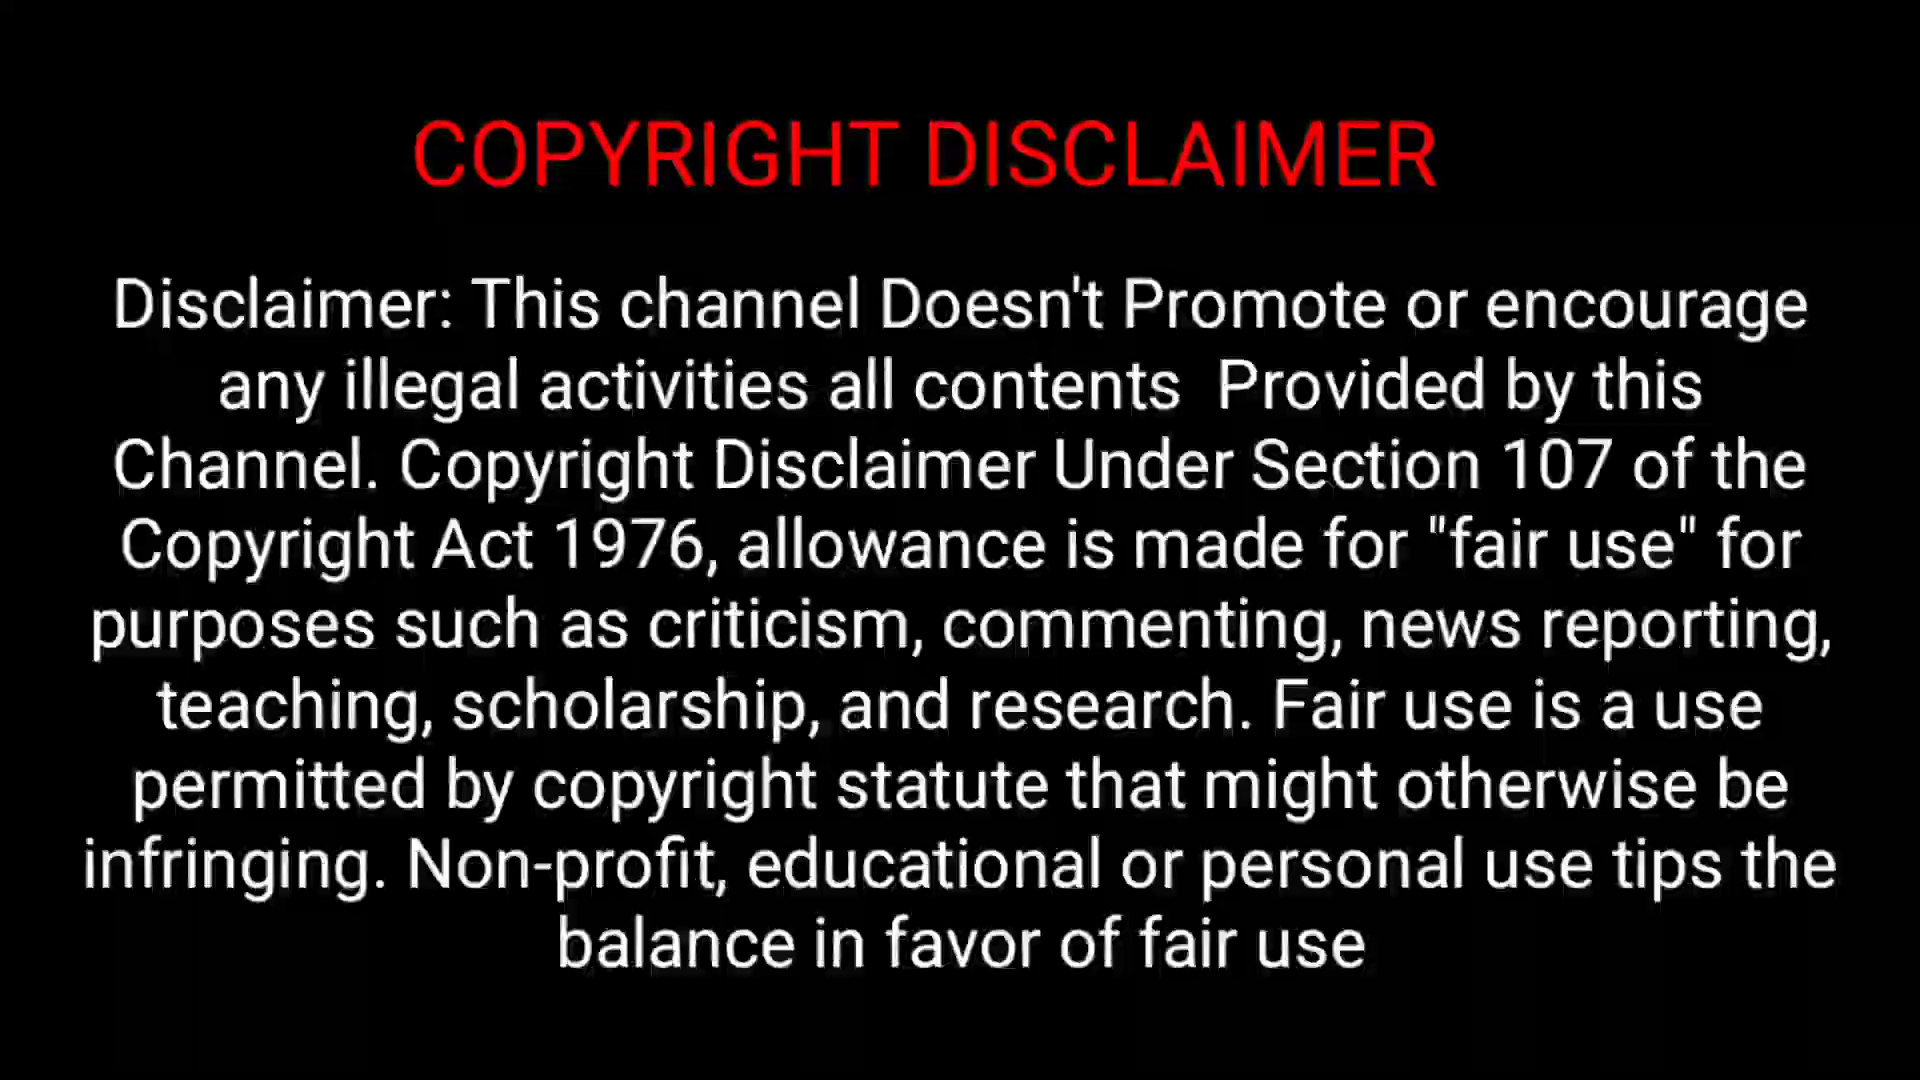 COPYRIGHT DISCLAIMER
Disclaimer: This channel Doesn't Promote or encourage
any illegal activities all contents  Provided by this
Channel. Copyright Disclaimer Under Section 107 of the
Copyright Act 1976, allowance is made for "fair use" for
purposes such as criticism, commenting, news reporting,
teaching, scholarship, and research. Fair use is a use
permitted by copyright statute that might otherwise be
infringing. Non-profit, educational or personal use tips the
balance in favor of fair use